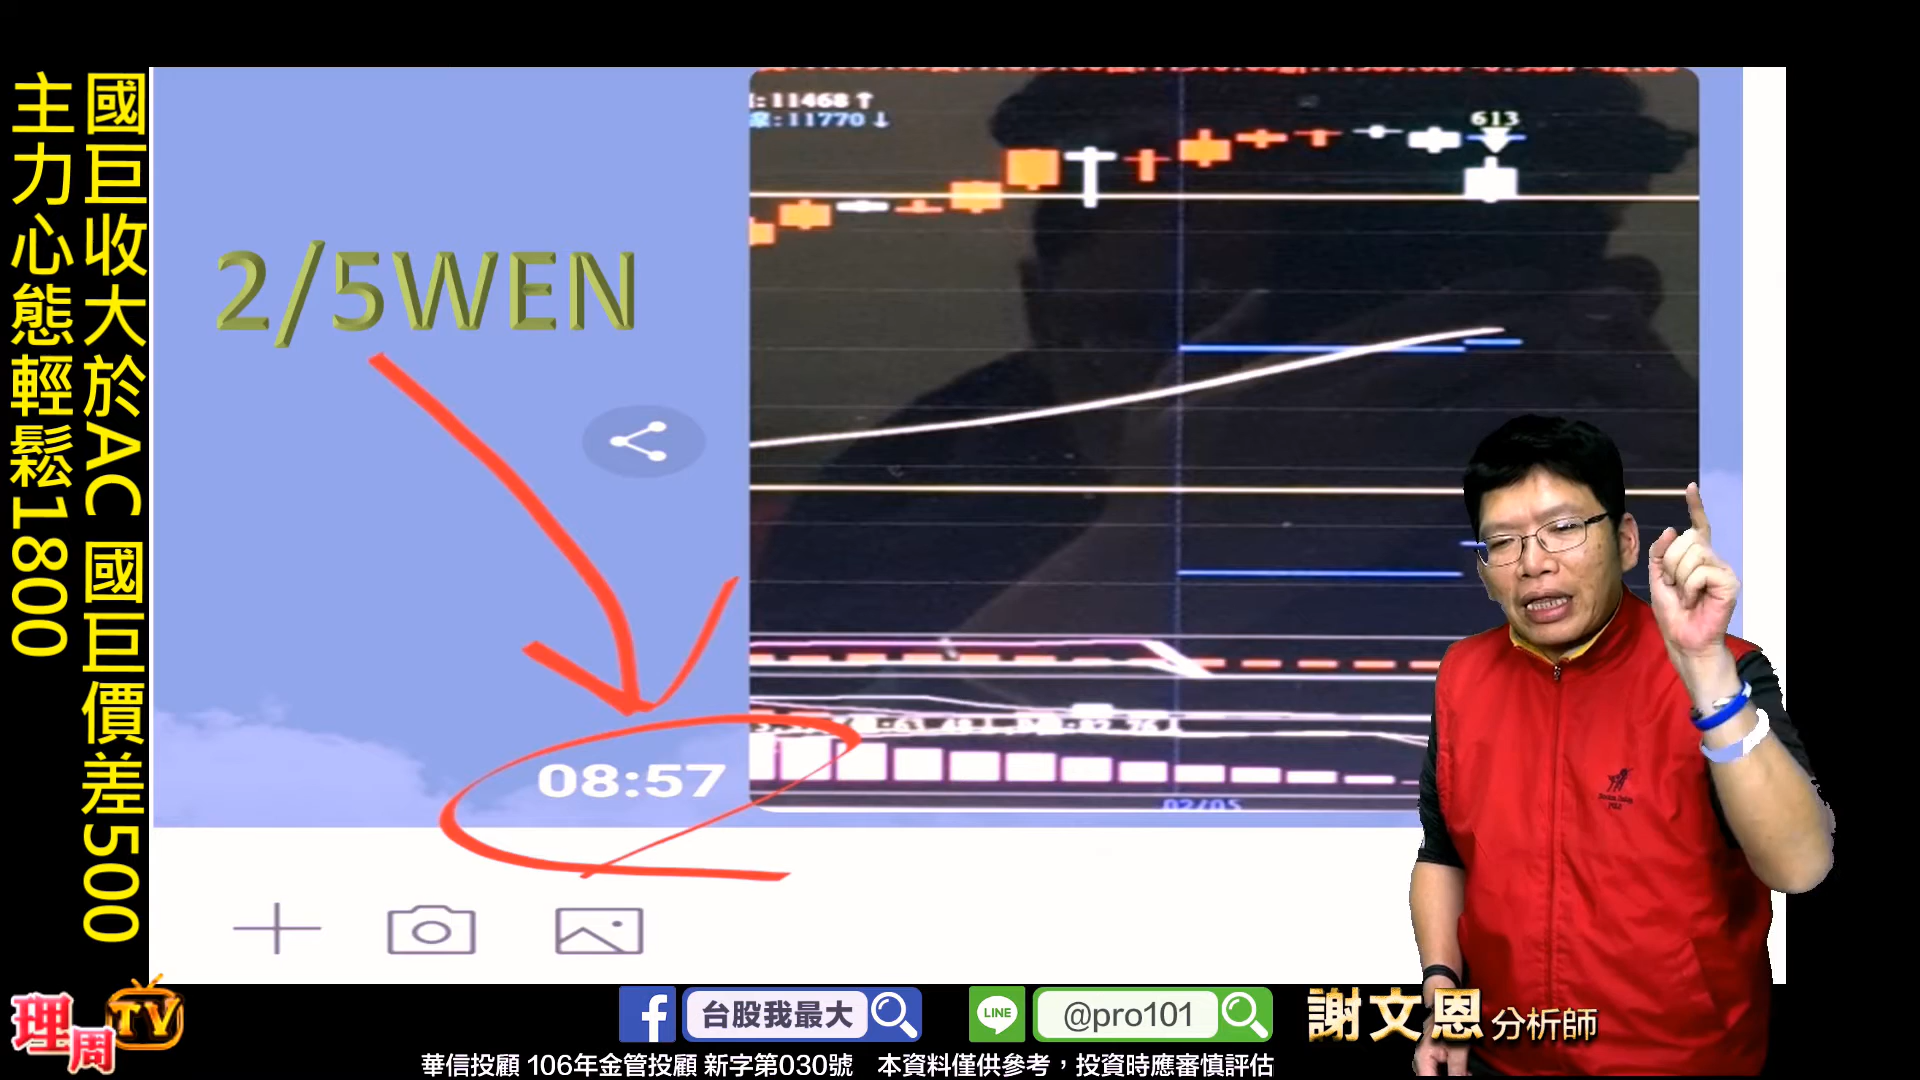 國巨收大於AC 國巨價差500
主力心態輕鬆1800
2/5WEN
:11468↑
:11770↓
613
08:57
02/05
理周TV
台股我最大
LINE
@pro101
謝文恩 分析師
華信投顧 106年金管投顧 新字第030號 本資料僅供參考，投資時應審慎評估